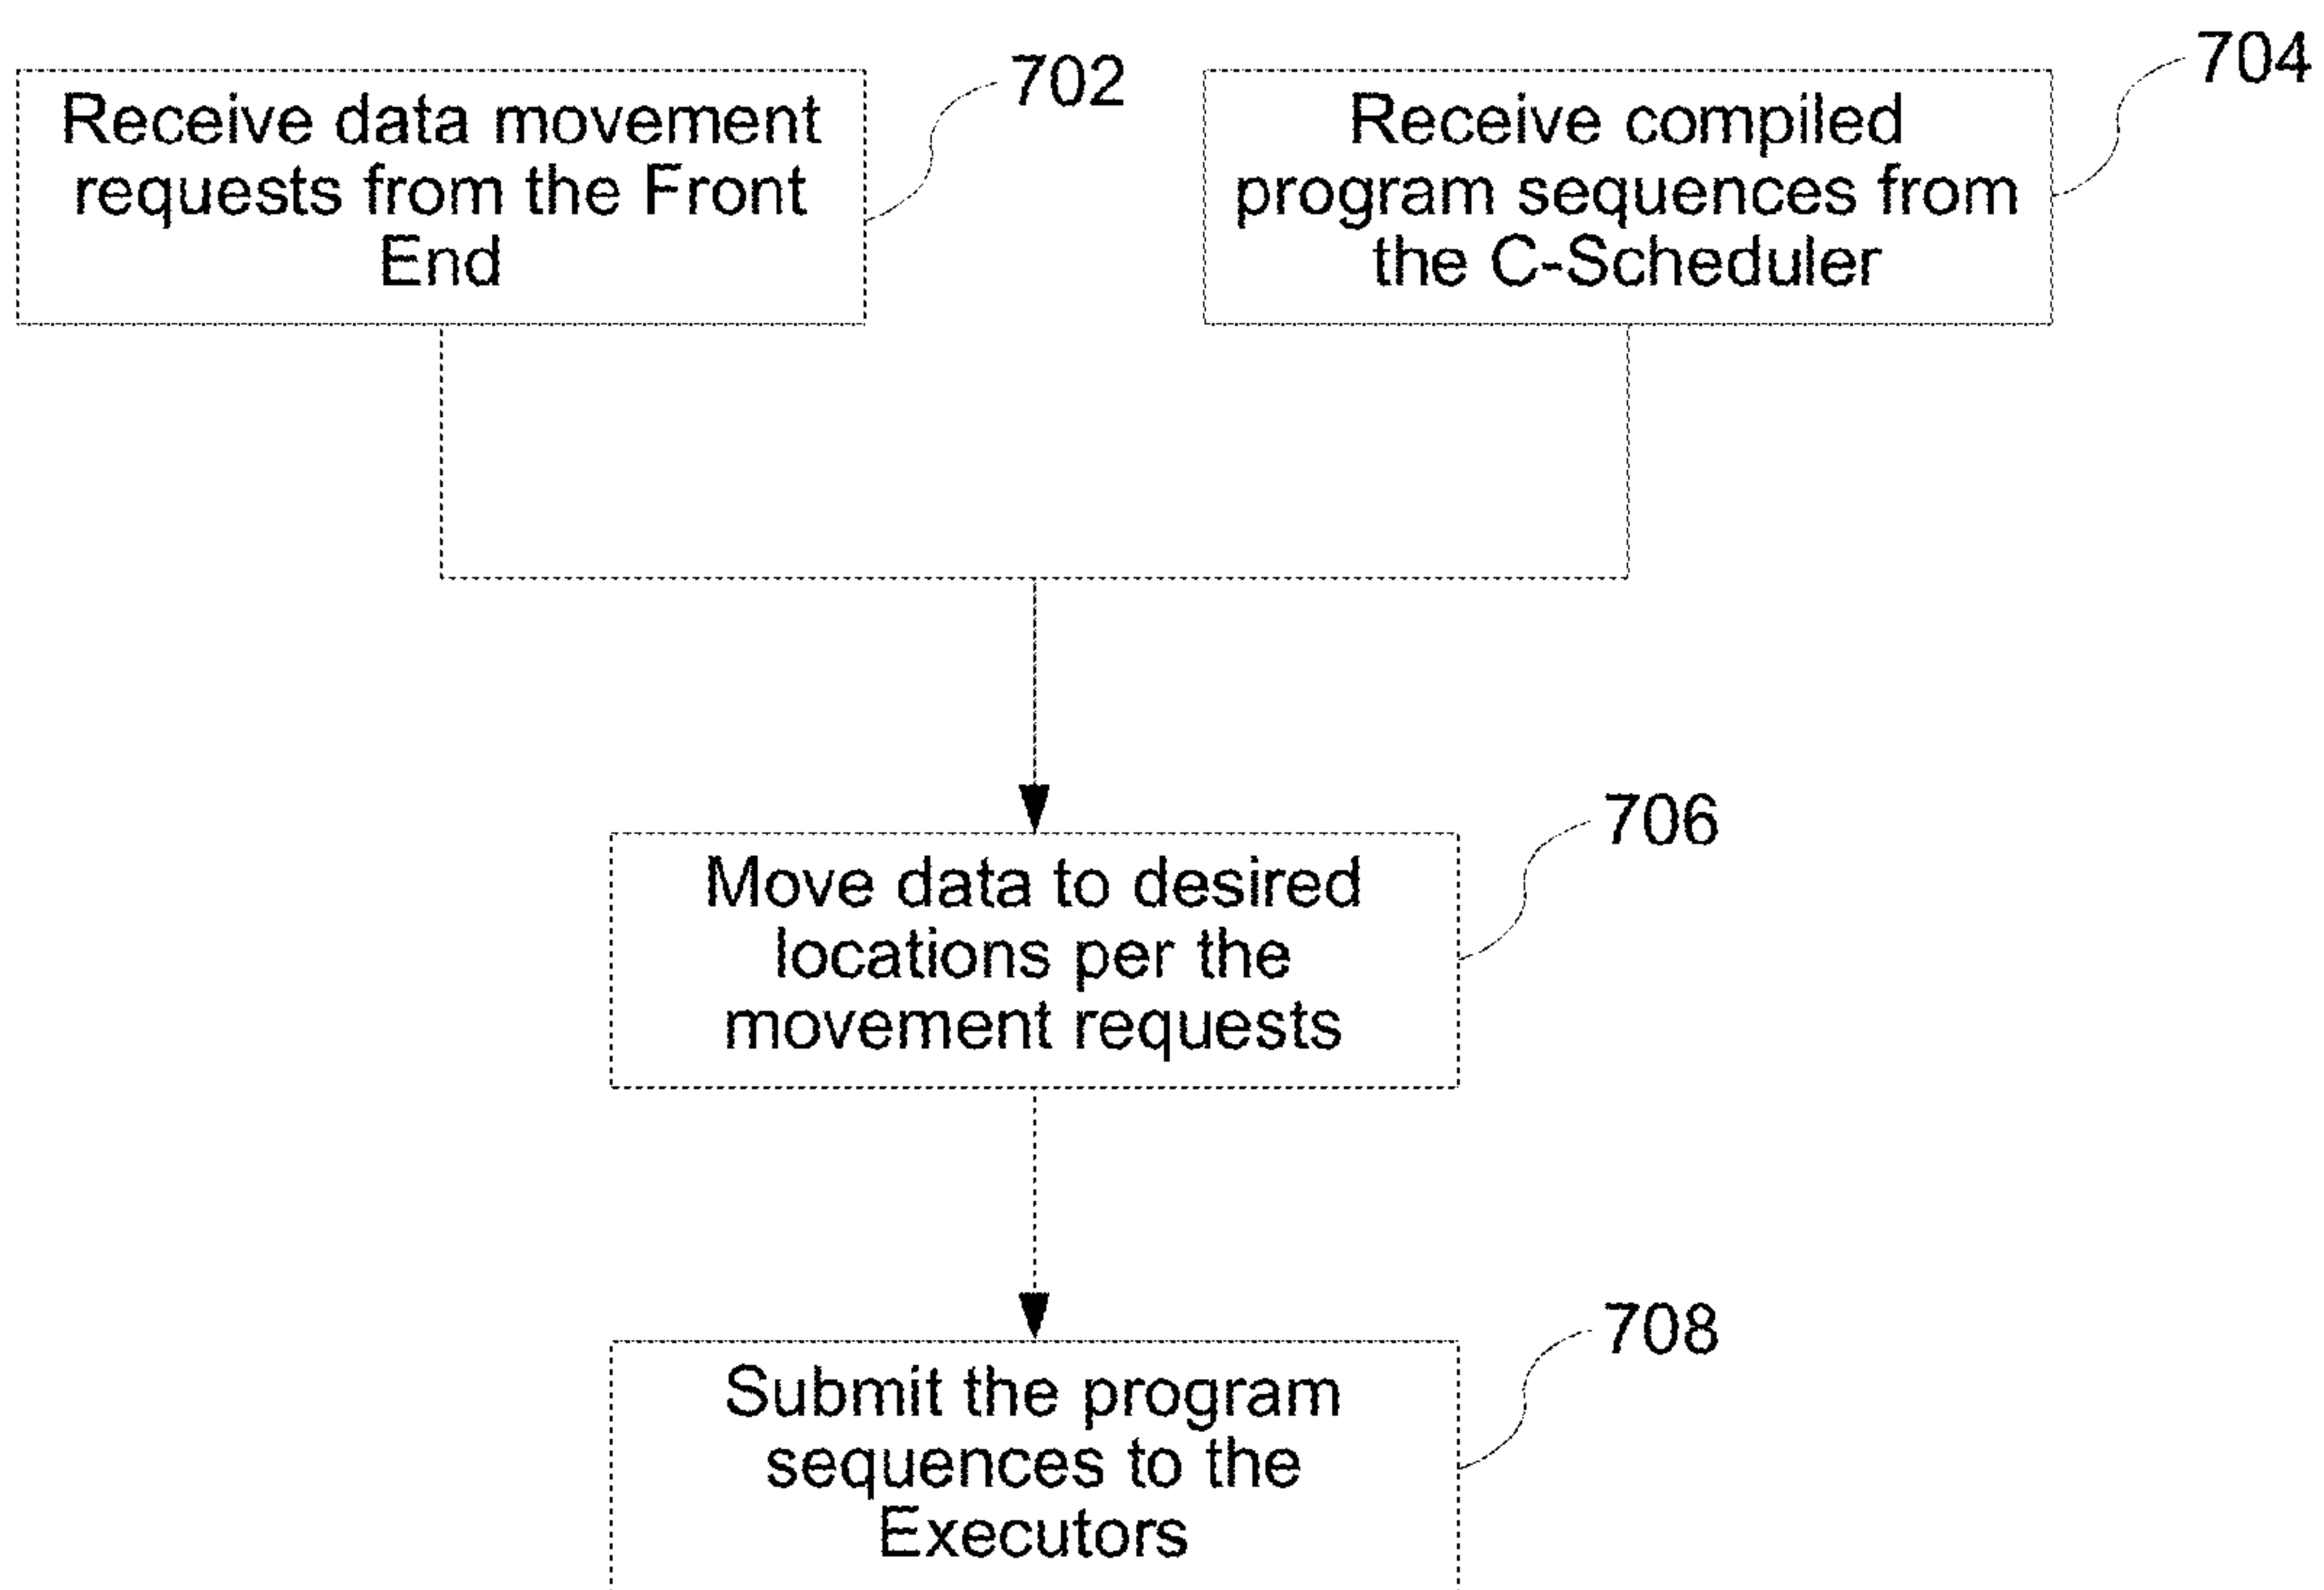 Receive data movement
requests from the Front
End
702
Receive compiled
program sequences from
the C-Scheduler
704
Move data to desired
locations per the
movement requests
706
Submit the program
sequences to the
Executors
708